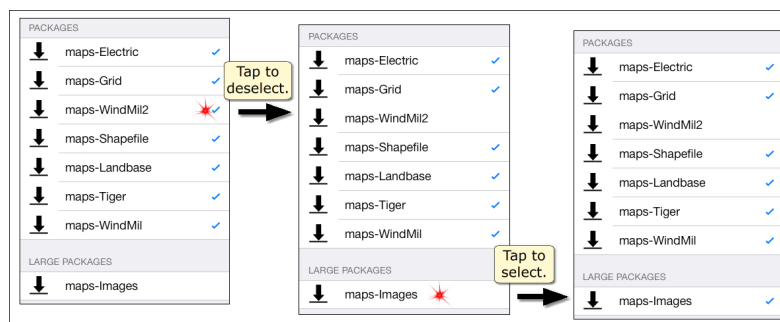 PACKAGES
maps-Electric
maps-Grid
maps-WindMil2
maps-Shapefile
maps-Landbase
maps-Tiger
maps-WindMil
LARGE PACKAGES
maps-Images
Tap to
deselect.
PACKAGES
maps-Electric
maps-Grid
maps-WindMil2
maps-Shapefile
maps-Landbase
maps-Tiger
maps-WindMil
LARGE PACKAGES
maps-Images
Tap to
select.
PACKAGES
maps-Electric
maps-Grid
maps-WindMil2
maps-Shapefile
maps-Landbase
maps-Tiger
maps-WindMil
LARGE PACKAGES
maps-Images